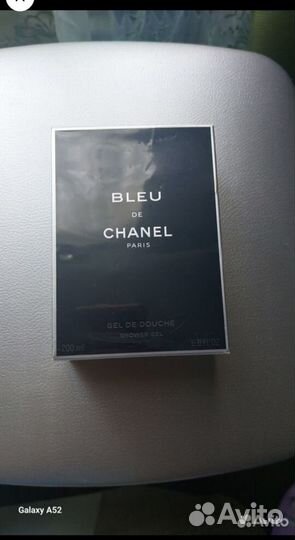 BLEU
DE
CHANEL
PARIS
GEL DE DOUCHE
SHOWER GEL
200 ml
6.8 FL. OZ
Galaxy A52
Avito